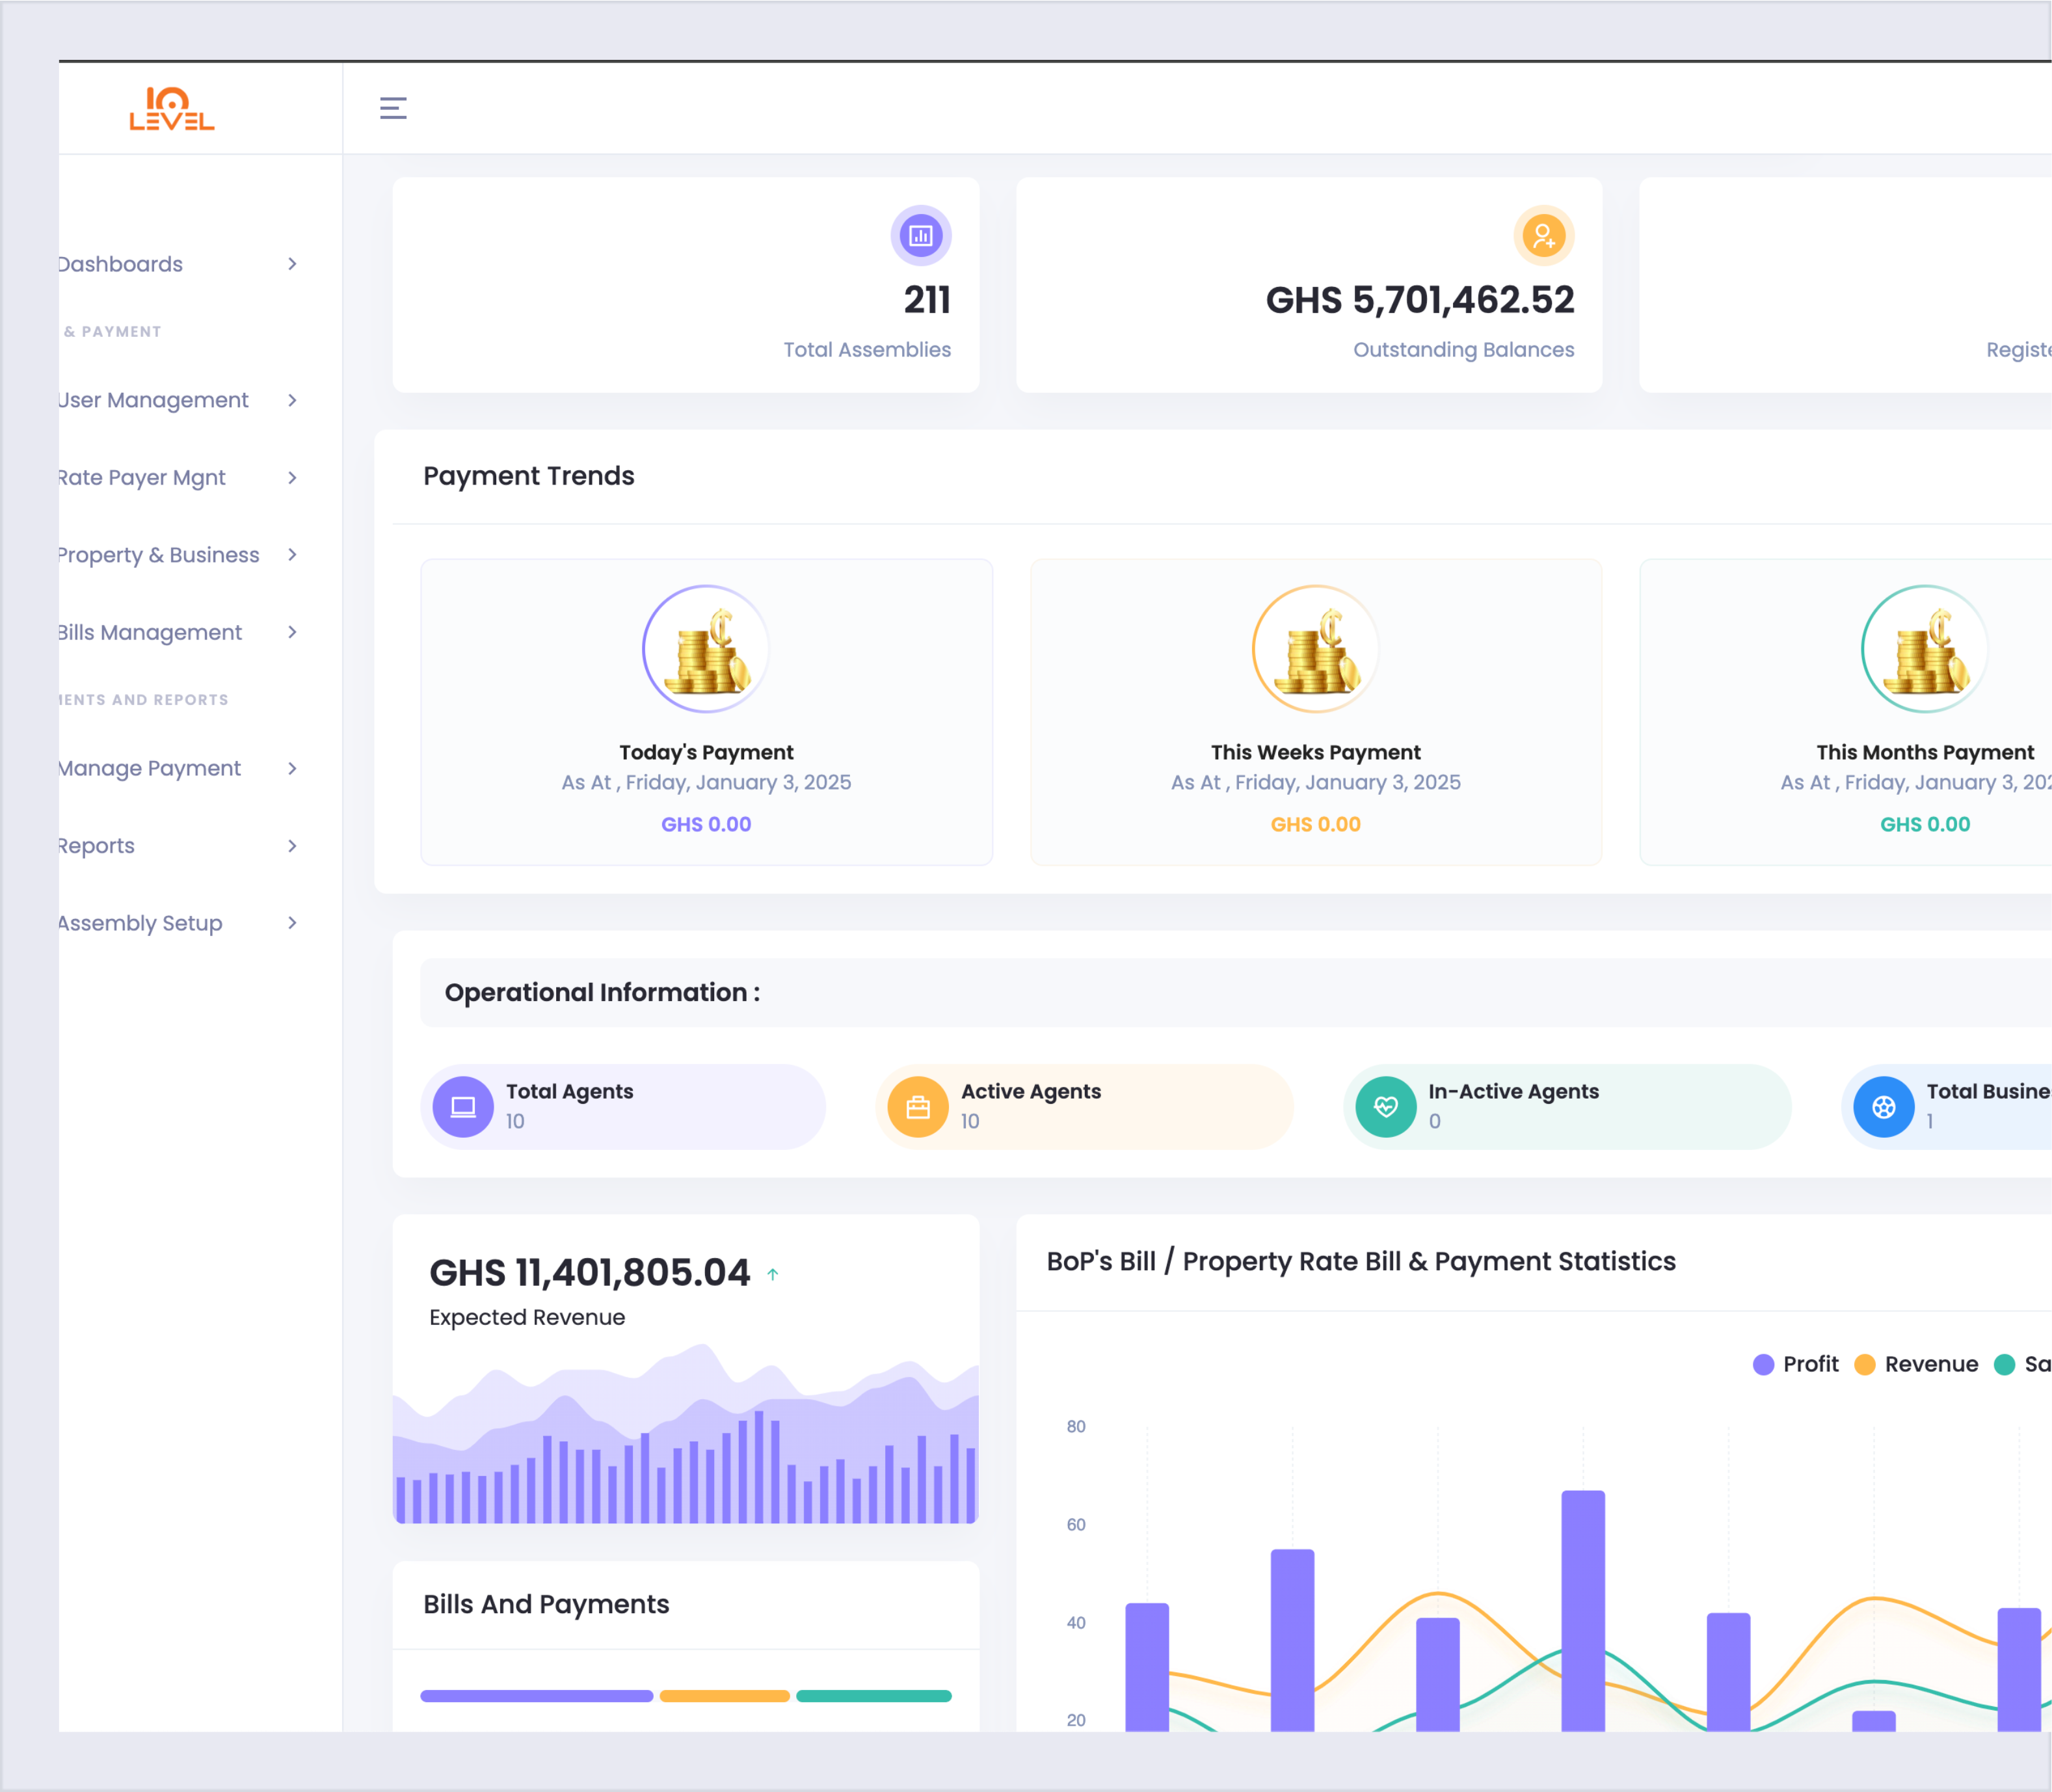 IO
LEVEL
Dashboards
& PAYMENT
User Management
Rate Payer Mgnt
Property & Business
Bills Management
MENTS AND REPORTS
Manage Payment
Reports
Assembly Setup
211
Total Assemblies
GHS 5,701,462.52
Outstanding Balances
Registe
Payment Trends
Today's Payment
As At , Friday, January 3, 2025
GHS 0.00
This Weeks Payment
As At , Friday, January 3, 2025
GHS 0.00
This Months Payment
As At , Friday, January 3, 202
GHS 0.00
Operational Information :
Total Agents
10
Active Agents
10
In-Active Agents
0
Total Busine
1
GHS 11,401,805.04
Expected Revenue
Bills And Payments
BoP's Bill / Property Rate Bill & Payment Statistics
Profit Revenue Sa
80
60
40
20